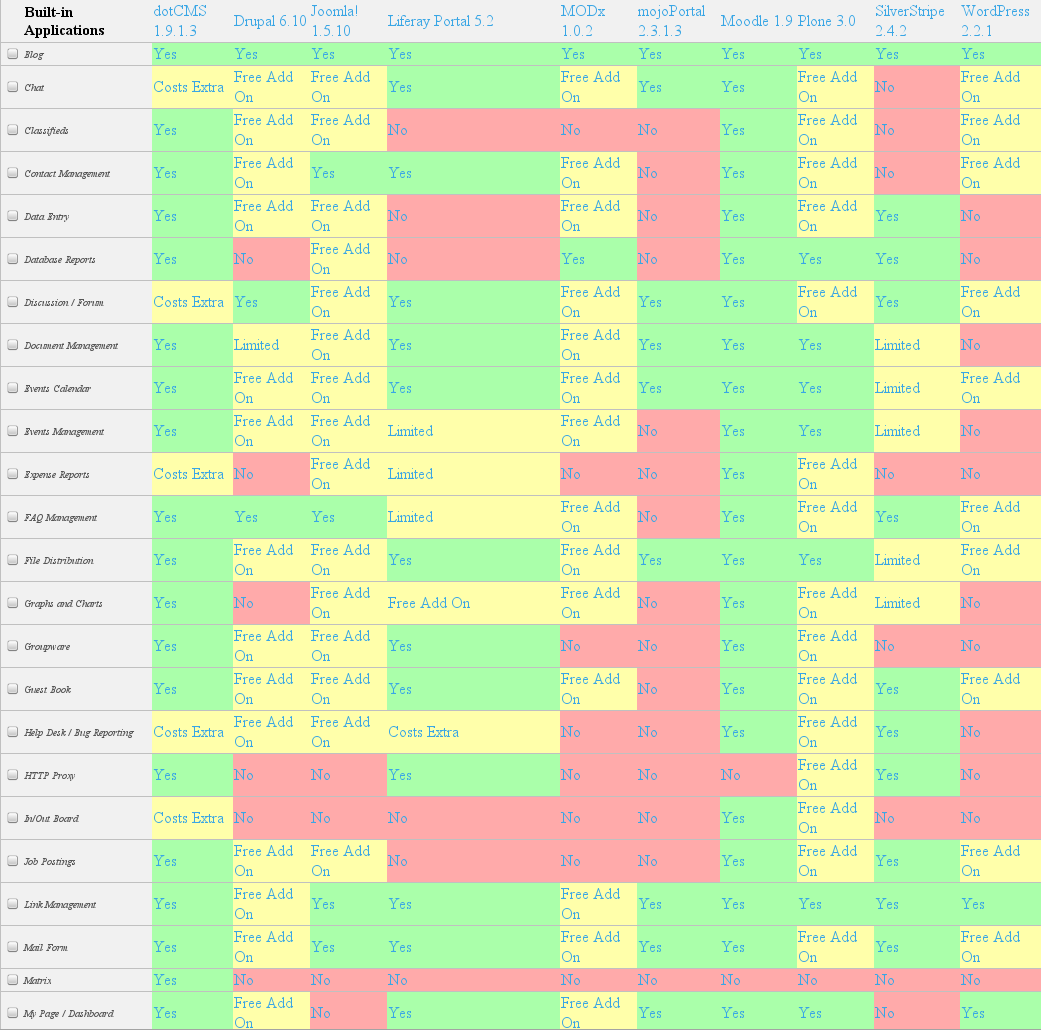 Built-in Applications dotCMS 1.9.1.3 Drupal 6.10 Joomla! 1.5.10 Liferay Portal 5.2 MODx 1.0.2 mojoPortal 2.3.1.3 Moodle 1.9 Plone 3.0 SilverStripe 2.4.2 WordPress 2.2.1
Blog Yes Yes Yes Yes Yes Yes Yes Yes Yes Yes
Chat Costs Extra Free Add On Free Add On Yes Free Add On Yes Yes Free Add On No Free Add On
Classifieds Yes Free Add On Free Add On No No No Yes Free Add On No Free Add On
Contact Management Yes Free Add On Yes Yes Free Add On No Yes Free Add On No Free Add On
Data Entry Yes Free Add On Free Add On No Free Add On No Yes Free Add On Yes No
Database Reports Yes No Free Add On No Yes No Yes Yes Yes No
Discussion / Forum Costs Extra Yes Free Add On Yes Free Add On Yes Yes Free Add On Yes Free Add On
Document Management Yes Limited Free Add On Yes Free Add On Yes Yes Yes Limited No
Events Calendar Yes Free Add On Free Add On Yes Free Add On Yes Yes Yes Limited Free Add On
Events Management Yes Free Add On Free Add On Limited Free Add On No Yes Yes Limited No
Expense Reports Costs Extra No Free Add On Limited No No Yes Free Add On No No
FAQ Management Yes Yes Yes Limited Free Add On No Yes Free Add On Yes Free Add On
File Distribution Yes Free Add On Free Add On Yes Free Add On Yes Yes Yes Limited Free Add On
Graphs and Charts Yes No Free Add On Free Add On Free Add On No Yes Free Add On Limited No
Groupware Yes Free Add On Free Add On Yes No No Yes Free Add On No No
Guest Book Yes Free Add On Free Add On Yes Free Add On No Yes Free Add On Yes Free Add On
Help Desk / Bug Reporting Costs Extra Free Add On Free Add On Costs Extra No No Yes Free Add On Yes No
HTTP Proxy Yes No No Yes No No No Free Add On Yes No
In/Out Board Costs Extra No No No No No Yes Free Add On No No
Job Postings Yes Free Add On Free Add On No No No Yes Free Add On Yes Free Add On
Link Management Yes Free Add On Yes Yes Free Add On Yes Yes Yes Yes Yes
Mail Form Yes Free Add On Yes Yes Free Add On Yes Yes Free Add On Yes Free Add On
Matrix Yes No No No No No No No No No
My Page / Dashboard Yes Free Add On No Yes Free Add On Yes Yes Yes No Yes